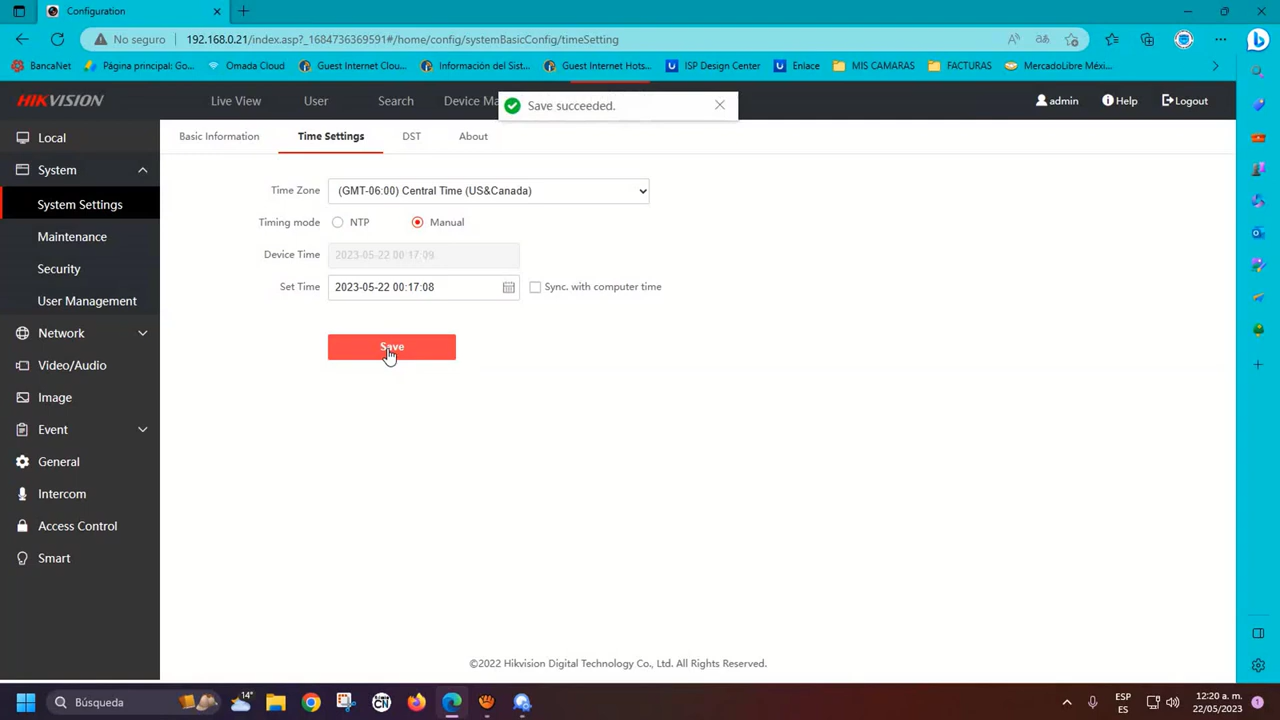 Configuration
No seguro
192.168.0.21/index.asp?_1684736369591#/home/config/systemBasicConfig/timeSetting
BancaNet
Página principal: Go...
Omada Cloud
Guest Internet Clou...
Información del Sist...
Guest Internet Hots...
ISP Design Center
Enlace
MIS CAMARAS
FACTURAS
MercadoLibre Méxi...
HIKVISION
Live View
User
Search
Device Ma
Save succeeded.
admin
Help
Logout
Local
System
System Settings
Maintenance
Security
User Management
Network
Video/Audio
Image
Event
General
Intercom
Access Control
Smart
Basic Information
Time Settings
DST
About
Time Zone
(GMT-06:00) Central Time (US&Canada)
Timing mode
NTP
Manual
Device Time
2023-05-22 00:17:09
Set Time
2023-05-22 00:17:08
Sync. with computer time
Save
©2022 Hikvision Digital Technology Co., Ltd. All Rights Reserved.
Búsqueda
14°
CN
ESP
ES
12:20 a. m.
22/05/2023
1